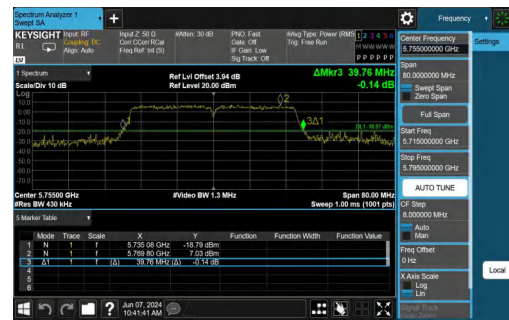 Spectrum Analyzer 1
Swept SA
+
Frequency
KEYSIGHT
RL
Input: RF
Coupling: DC
Align: Auto
Input Z: 50 Ω
Corr CCorr RCal
Freq Ref: Int (S)
#Atten: 30 dB
PNO: Fast
Gate: Off
IF Gain: Low
Sig Track: Off
#Avg Type: Power (RMS
Trig: Free Run
1 2 3 4 5 6
M W W W W W
P P P P P P
LXI
1 Spectrum
Scale/Div 10 dB
Ref Lvl Offset 3.94 dB
Ref Level 20.00 dBm
ΔMkr3 39.76 MHz
-0.14 dB
Log
10.0
0.00
-10.0
-20.0
-30.0
-40.0
-50.0
-60.0
-70.0
2
3Δ1
DL1 -18.97 dBm
Center 5.75500 GHz
#Res BW 430 kHz
#Video BW 1.3 MHz
Span 80.00 MHz
Sweep 1.00 ms (1001 pts)
5 Marker Table
Mode Trace Scale X Y Function Function Width Function Value
1 N 1 f 5.735 08 GHz -18.79 dBm
2 N 1 f 5.769 80 GHz 7.03 dBm
3 Δ1 1 f (Δ) 39.76 MHz (Δ) -0.14 dB
4
5
6
Jun 07, 2024
10:41:41 AM
Center Frequency
5.755000000 GHz
Settings
Span
80.0000000 MHz
Swept Span
Zero Span
Full Span
Start Freq
5.715000000 GHz
Stop Freq
5.795000000 GHz
AUTO TUNE
CF Step
8.000000 MHz
Auto
Man
Freq Offset
0 Hz
X Axis Scale
Log
Lin
Local
Signal Track